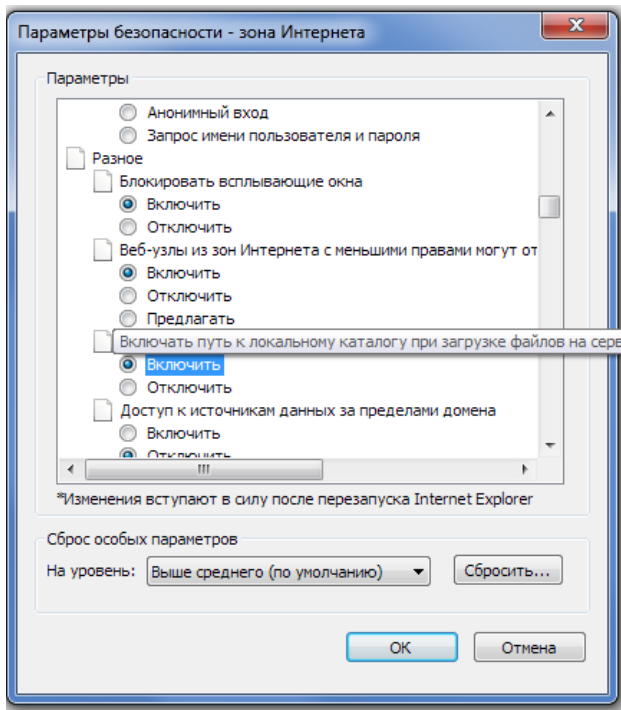 Параметры безопасности - зона Интернета
Параметры
Анонимный вход
Запрос имени пользователя и пароля
Разное
Блокировать всплывающие окна
Включить
Отключить
Веб-узлы из зон Интернета с меньшими правами могут от
Включить
Отключить
Предлагать
Включать путь к локальному каталогу при загрузке файлов на серв
Включить
Отключить
Доступ к источникам данных за пределами домена
Включить
Отключить
*Изменения вступают в силу после перезапуска Internet Explorer
Сброс особых параметров
На уровень: Выше среднего (по умолчанию) Сбросить...
ОК Отмена